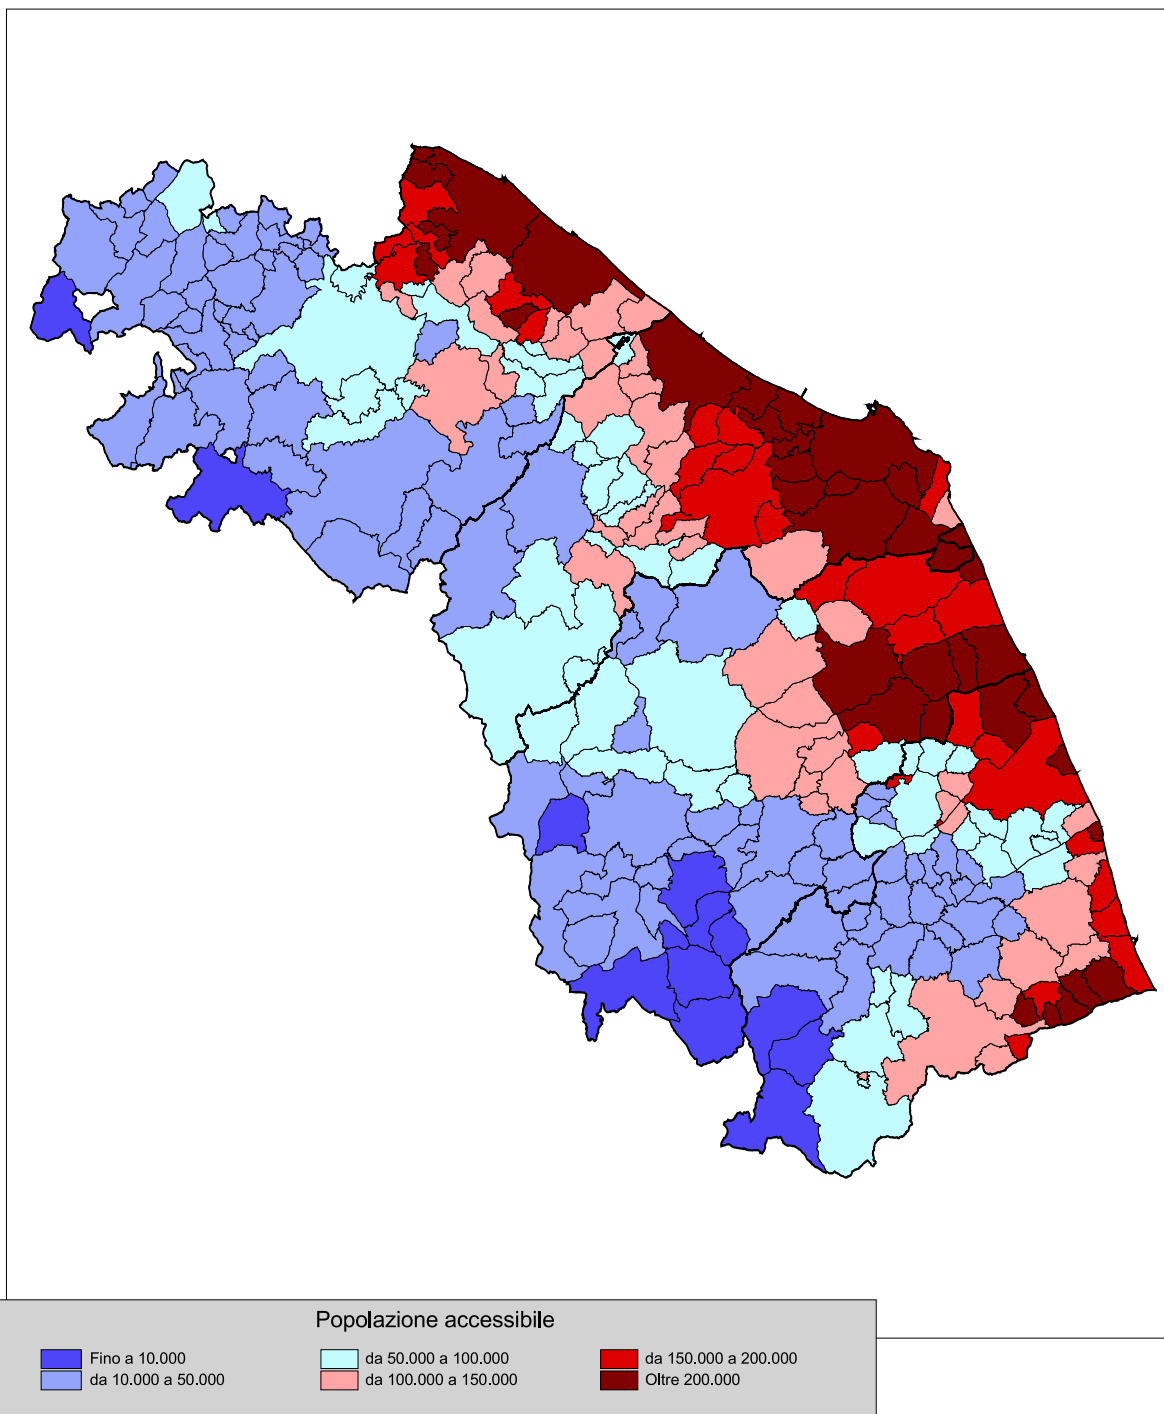 Popolazione accessibile
Fino a 10.000
da 50.000 a 100.000
da 150.000 a 200.000
da 10.000 a 50.000
da 100.000 a 150.000
Oltre 200.000